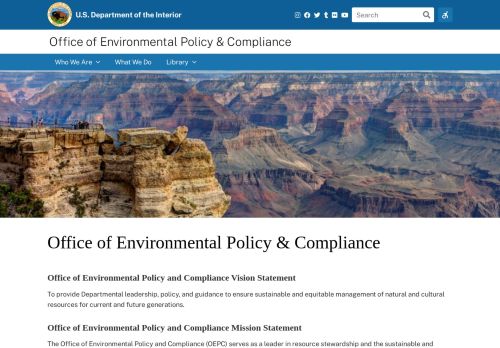 U.S. Department of the Interior
Search
Office of Environmental Policy & Compliance
Who We Are
What We Do
Library
Office of Environmental Policy & Compliance
Office of Environmental Policy and Compliance Vision Statement
To provide Departmental leadership, policy, and guidance to ensure sustainable and equitable management of natural and cultural
resources for current and future generations.
Office of Environmental Policy and Compliance Mission Statement
The Office of Environmental Policy and Compliance (OEPC) serves as a leader in resource stewardship and the sustainable and